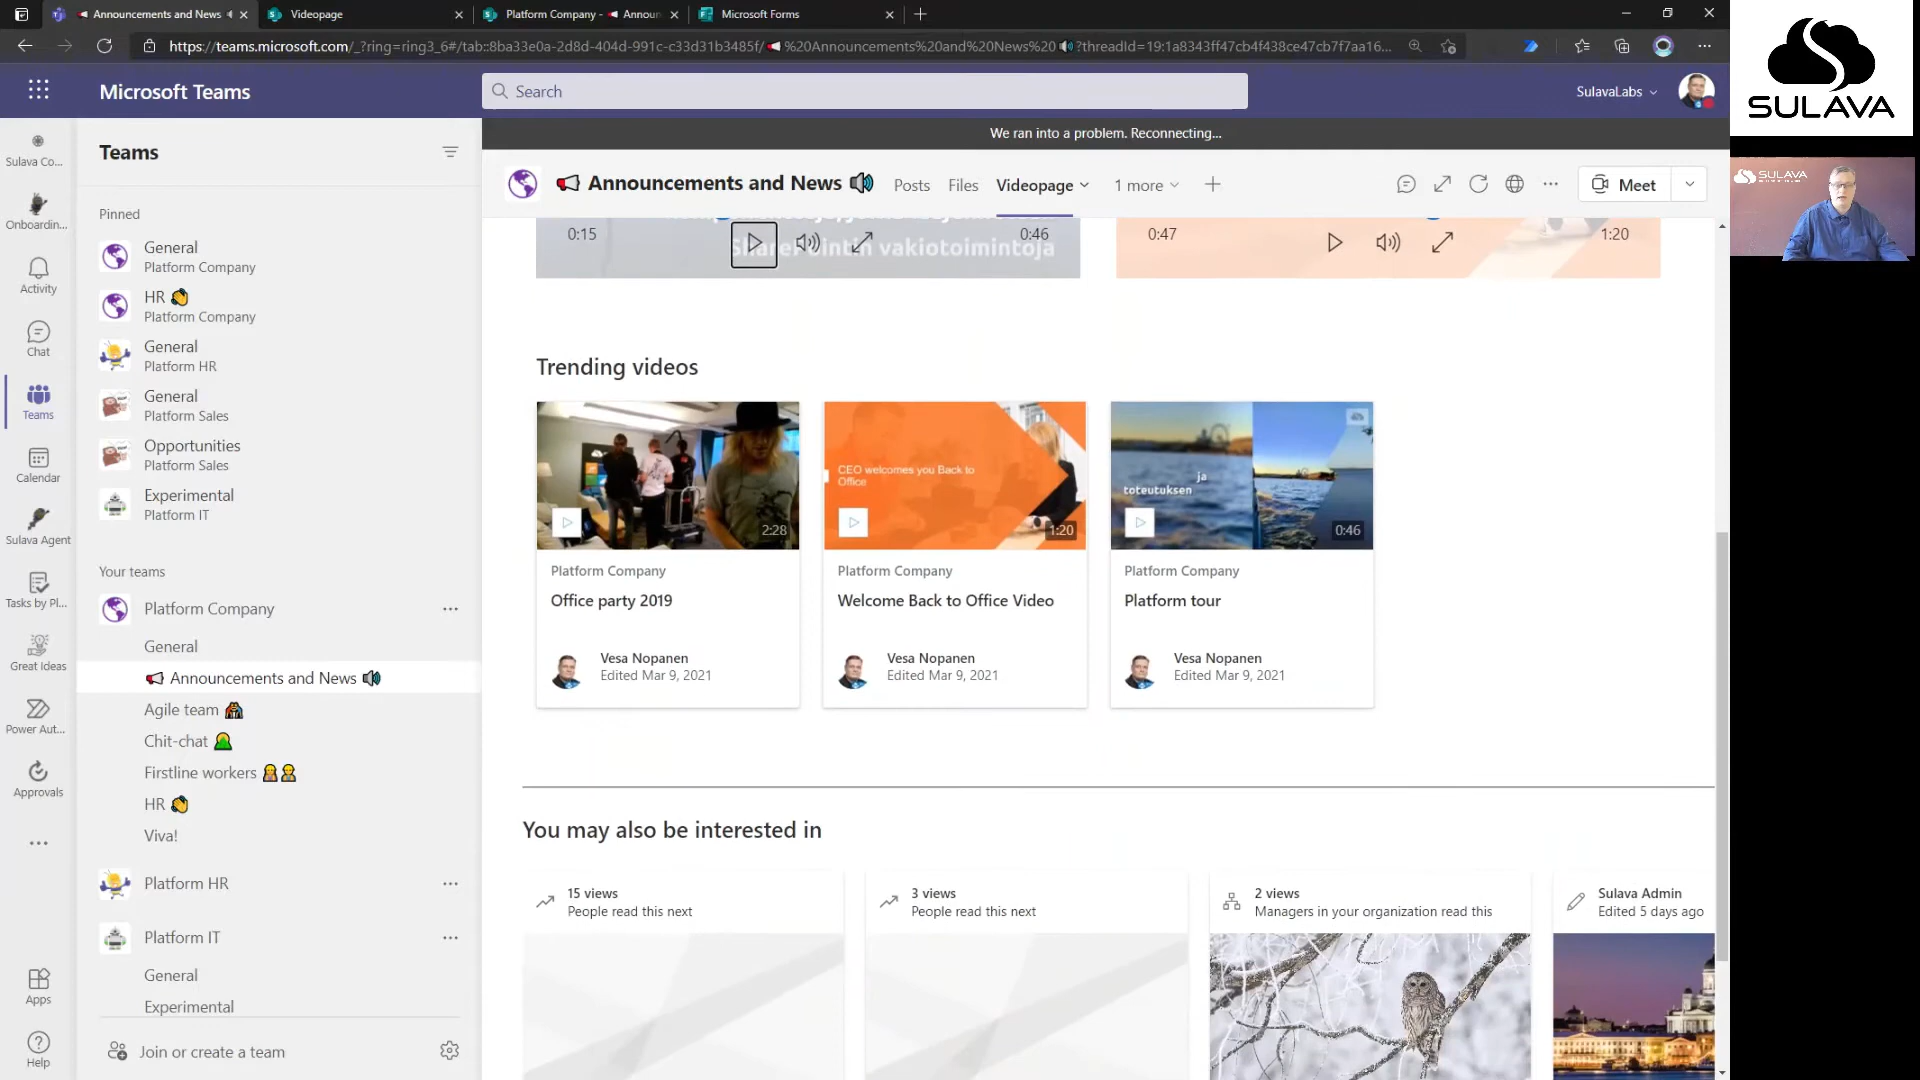 Announcements and News
Videopage
Platform Company - Announ
Microsoft Forms
https://teams.microsoft.com/_?ring=ring3_6#/tab::8ba33e0a-2d8d-404d-991c-c33d31b3485f/📢%20Announcements%20and%20News%20🔊?threadId=19:1a8343ff47cb4f438ce47cb7f7aa16...
Microsoft Teams
Search
SulavaLabs
SULAVA
We ran into a problem. Reconnecting...
Sulava Co...
Onboardin...
Activity
Chat
Teams
Calendar
Sulava Agent
Tasks by Pl...
Great Ideas
Power Aut...
Approvals
Apps
Help
Teams
Pinned
General
Platform Company
HR
Platform Company
General
Platform HR
General
Platform Sales
Opportunities
Platform Sales
Experimental
Platform IT
Your teams
Platform Company
General
Announcements and News
Agile team
Chit-chat
Firstline workers
HR
Viva!
Platform HR
Platform IT
General
Experimental
Join or create a team
Announcements and News
Posts
Files
Videopage
1 more
Meet
SULAVA
0:15
0:46
vakiotoimintoja
0:47
1:20
Trending videos
2:28
Platform Company
Office party 2019
Vesa Nopanen
Edited Mar 9, 2021
CEO welcomes you Back to
Office
1:20
Platform Company
Welcome Back to Office Video
Vesa Nopanen
Edited Mar 9, 2021
ja
toteutuksen
0:46
Platform Company
Platform tour
Vesa Nopanen
Edited Mar 9, 2021
You may also be interested in
15 views
People read this next
3 views
People read this next
2 views
Managers in your organization read this
Sulava Admin
Edited 5 days ago